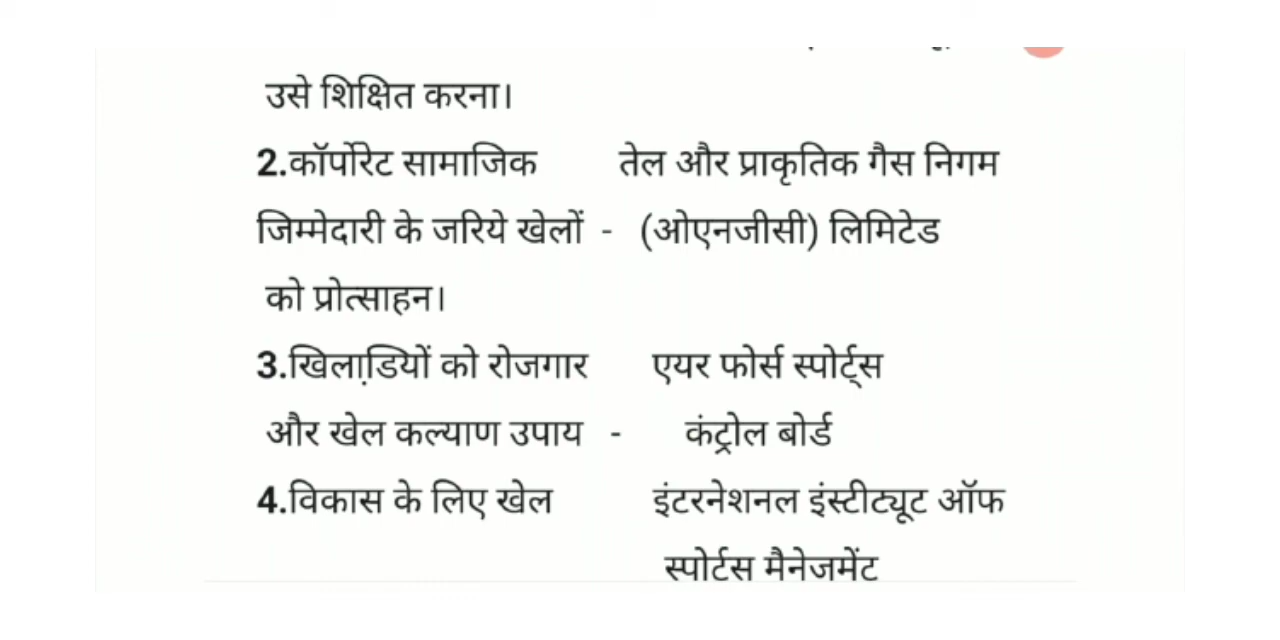 उसे शिक्षित करना।
2.कॉर्पोरेट सामाजिक तेल और प्राकृतिक गैस निगम
जिम्मेदारी के जरिये खेलों - (ओएनजीसी) लिमिटेड
को प्रोत्साहन।
3.खिलाड़ियों को रोजगार एयर फोर्स स्पोर्ट्स
और खेल कल्याण उपाय - कंट्रोल बोर्ड
4.विकास के लिए खेल इंटरनेशनल इंस्टीट्यूट ऑफ
स्पोर्टस मैनेजमेंट